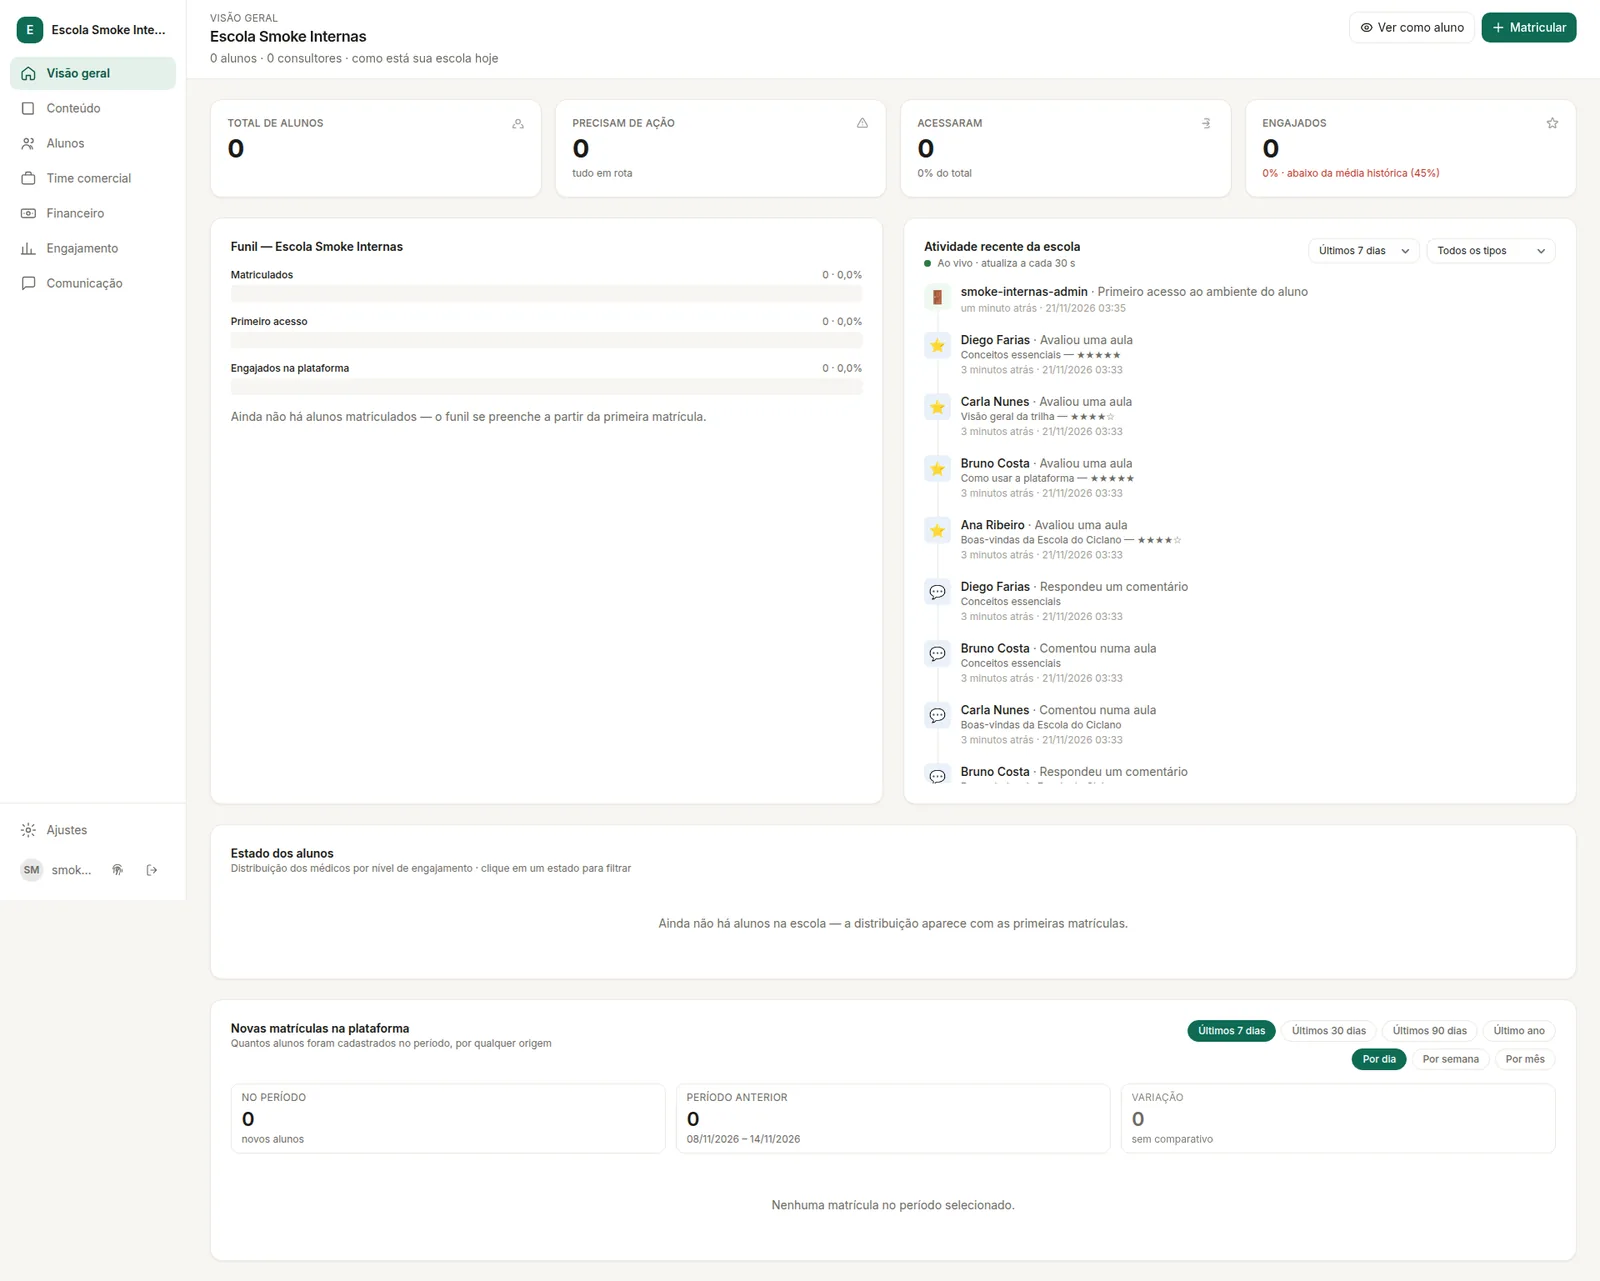 E
Escola Smoke Inte...
Visão geral
Conteúdo
Alunos
Time comercial
Financeiro
Engajamento
Comunicação
Ajustes
SM
smok...
VISÃO GERAL
Escola Smoke Internas
0 alunos · 0 consultores · como está sua escola hoje
Ver como aluno
Matricular
TOTAL DE ALUNOS
0
PRECISAM DE AÇÃO
0
tudo em rota
ACESSARAM
0
0% do total
ENGAJADOS
0
0% · abaixo da média histórica (45%)
Funil — Escola Smoke Internas
Matriculados 0 · 0,0%
Primeiro acesso 0 · 0,0%
Engajados na plataforma 0 · 0,0%
Ainda não há alunos matriculados — o funil se preenche a partir da primeira matrícula.
Atividade recente da escola
Ao vivo · atualiza a cada 30 s
Últimos 7 dias
Todos os tipos
smoke-internas-admin · Primeiro acesso ao ambiente do aluno
um minuto atrás · 21/11/2026 03:35
Diego Farias · Avaliou uma aula
Conceitos essenciais — ★★★★★
3 minutos atrás · 21/11/2026 03:33
Carla Nunes · Avaliou uma aula
Visão geral da trilha — ★★★★☆
3 minutos atrás · 21/11/2026 03:33
Bruno Costa · Avaliou uma aula
Como usar a plataforma — ★★★★★
3 minutos atrás · 21/11/2026 03:33
Ana Ribeiro · Avaliou uma aula
Boas-vindas da Escola do Ciclano — ★★★★☆
3 minutos atrás · 21/11/2026 03:33
Diego Farias · Respondeu um comentário
Conceitos essenciais
3 minutos atrás · 21/11/2026 03:33
Bruno Costa · Comentou numa aula
Conceitos essenciais
3 minutos atrás · 21/11/2026 03:33
Carla Nunes · Comentou numa aula
Boas-vindas da Escola do Ciclano
3 minutos atrás · 21/11/2026 03:33
Bruno Costa · Respondeu um comentário
Estado dos alunos
Distribuição dos médicos por nível de engajamento · clique em um estado para filtrar
Ainda não há alunos na escola — a distribuição aparece com as primeiras matrículas.
Novas matrículas na plataforma
Quantos alunos foram cadastrados no período, por qualquer origem
Últimos 7 dias
Últimos 30 dias
Últimos 90 dias
Último ano
Por dia
Por semana
Por mês
NO PERÍODO
0
novos alunos
PERÍODO ANTERIOR
0
08/11/2026 – 14/11/2026
VARIAÇÃO
0
sem comparativo
Nenhuma matrícula no período selecionado.